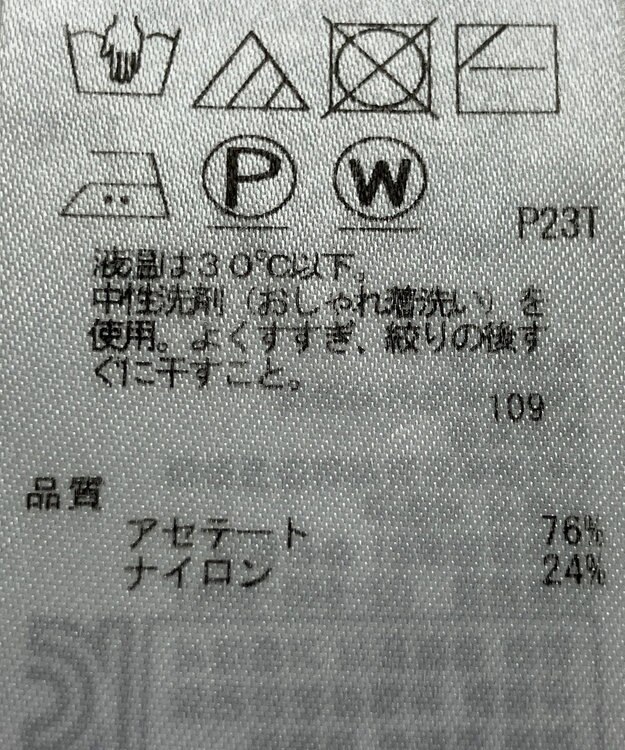 P
W
P23T
液温は30℃以下。
中性洗剤（おしゃれ着洗い）を
使用。よくすすぎ、絞りの後す
ぐに干すこと。
109
品質
アセテート 76%
ナイロン 24%